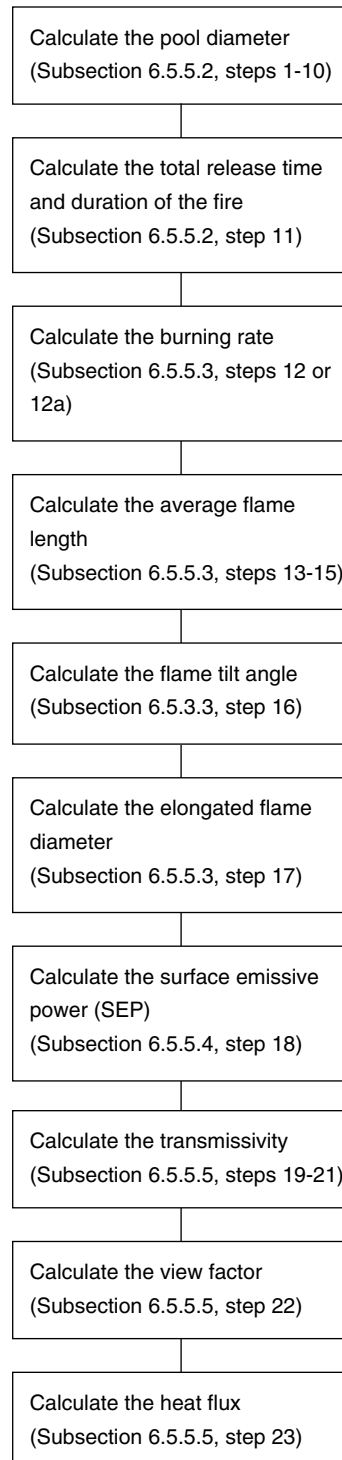 Calculate the pool diameter
(Subsection 6.5.5.2, steps 1-10)
Calculate the total release time
and duration of the fire
(Subsection 6.5.5.2, step 11)
Calculate the burning rate
(Subsection 6.5.5.3, steps 12 or
12a)
Calculate the average flame
length
(Subsection 6.5.5.3, steps 13-15)
Calculate the flame tilt angle
(Subsection 6.5.3.3, step 16)
Calculate the elongated flame
diameter
(Subsection 6.5.5.3, step 17)
Calculate the surface emissive
power (SEP)
(Subsection 6.5.5.4, step 18)
Calculate the transmissivity
(Subsection 6.5.5.5, steps 19-21)
Calculate the view factor
(Subsection 6.5.5.5, step 22)
Calculate the heat flux
(Subsection 6.5.5.5, step 23)